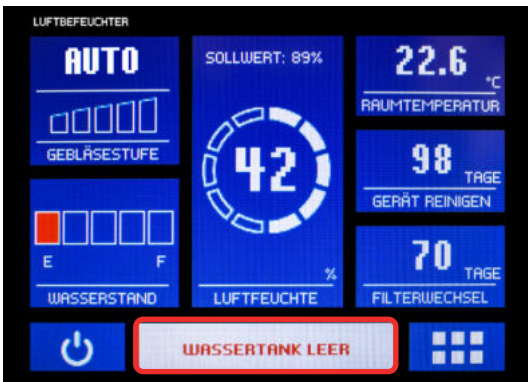 LUFTBEFEUCHTER
AUTO
GEBLÄSESTUFE
E F
WASSERSTAND
SOLLWERT: 89%
42
%
LUFTFEUCHTE
22.6 °C
RAUMTEMPERATUR
98 TAGE
GERÄT REINIGEN
70 TAGE
FILTERWECHSEL
WASSERTANK LEER